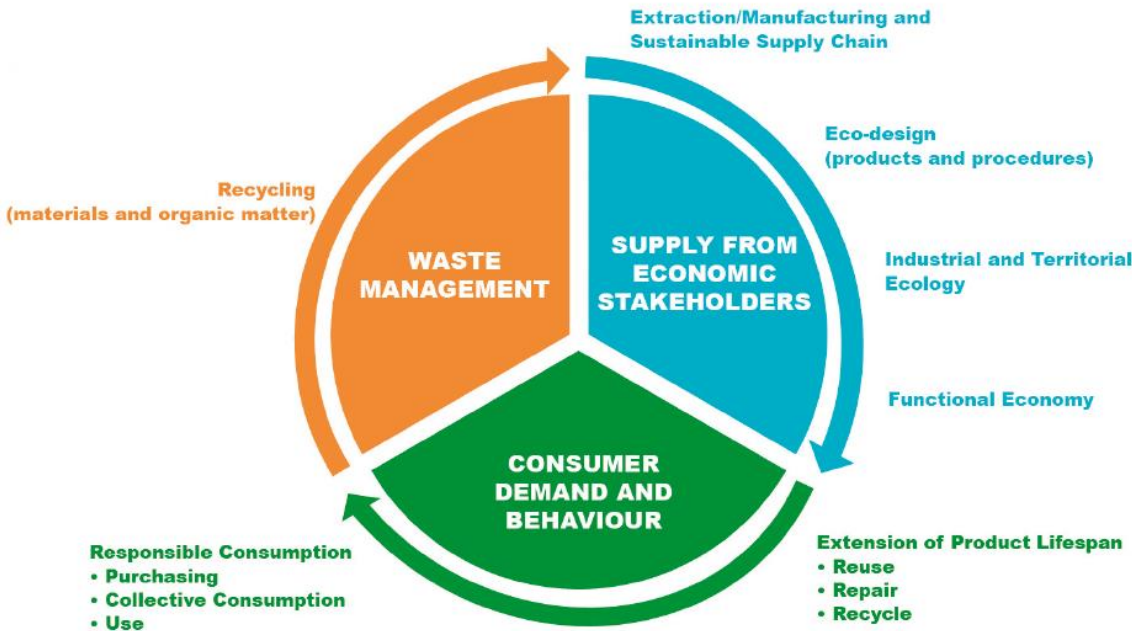 Extraction/Manufacturing and
Sustainable Supply Chain
Eco-design
(products and procedures)
Recycling
(materials and organic matter)
WASTE
MANAGEMENT
SUPPLY FROM
ECONOMIC
STAKEHOLDERS
Industrial and Territorial
Ecology
Functional Economy
CONSUMER
DEMAND AND
BEHAVIOUR
Extension of Product Lifespan
• Reuse
• Repair
• Recycle
Responsible Consumption
• Purchasing
• Collective Consumption
• Use